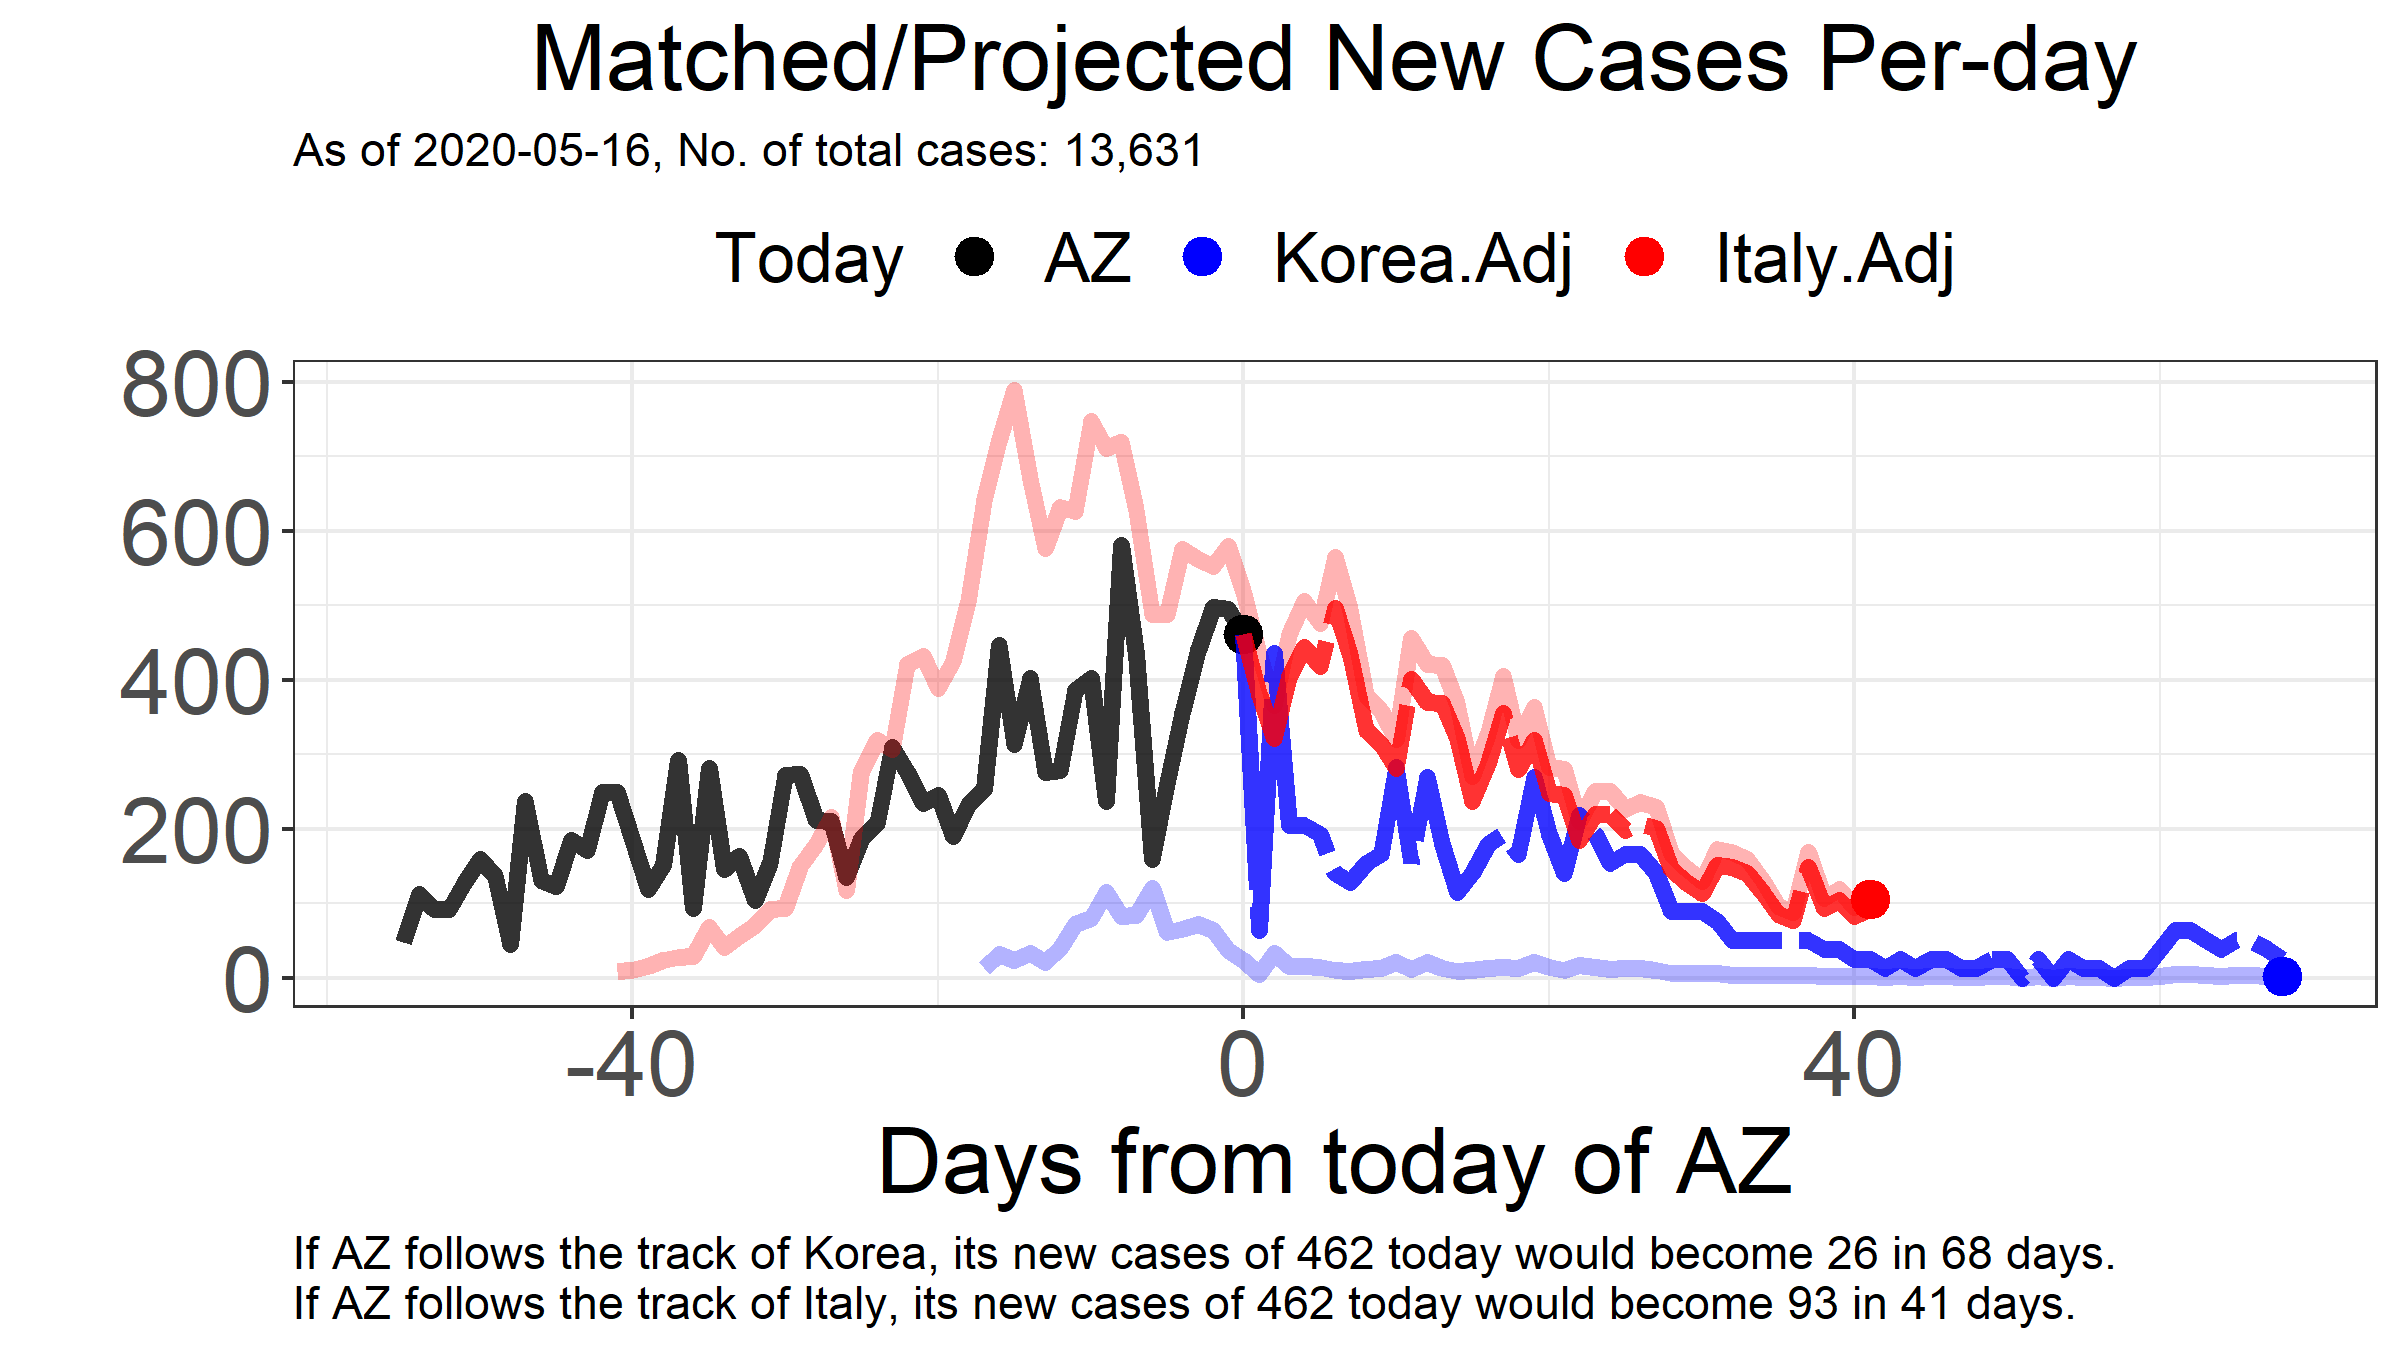 Matched/Projected New Cases Per-day
As of 2020-05-16, No. of total cases: 13,631
Today AZ Korea.Adj Italy.Adj
800
600
400
200
0
-40 0 40
Days from today of AZ
If AZ follows the track of Korea, its new cases of 462 today would become 26 in 68 days.
If AZ follows the track of Italy, its new cases of 462 today would become 93 in 41 days.